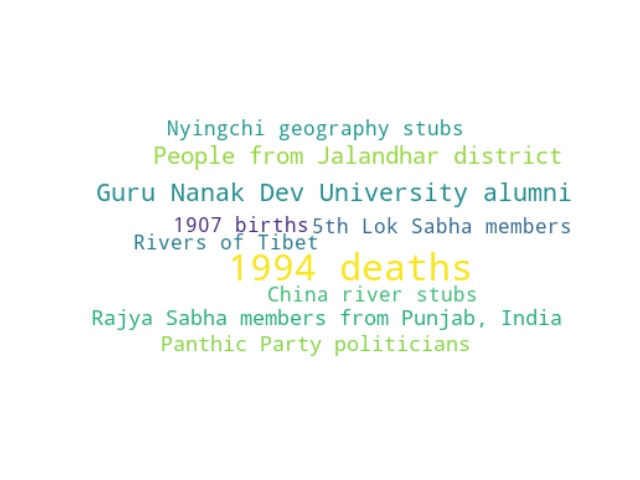 Nyingchi geography stubs
People from Jalandhar district
Guru Nanak Dev University alumni
1907 births 5th Lok Sabha members
Rivers of Tibet
1994 deaths
China river stubs
Rajya Sabha members from Punjab, India
Panthic Party politicians